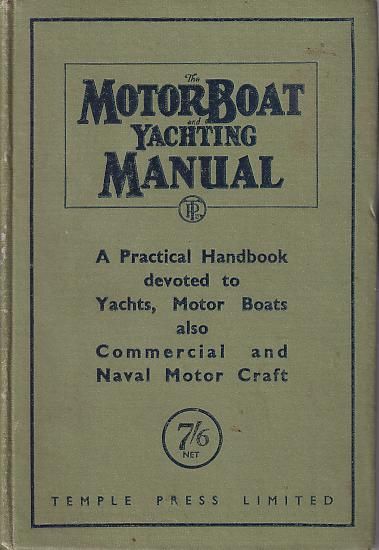 The
MOTOR BOAT
and
YACHTING
MANUAL
TPLD
A Practical Handbook
devoted to
Yachts, Motor Boats
also
Commercial and
Naval Motor Craft
7/6
NET
TEMPLE PRESS LIMITED